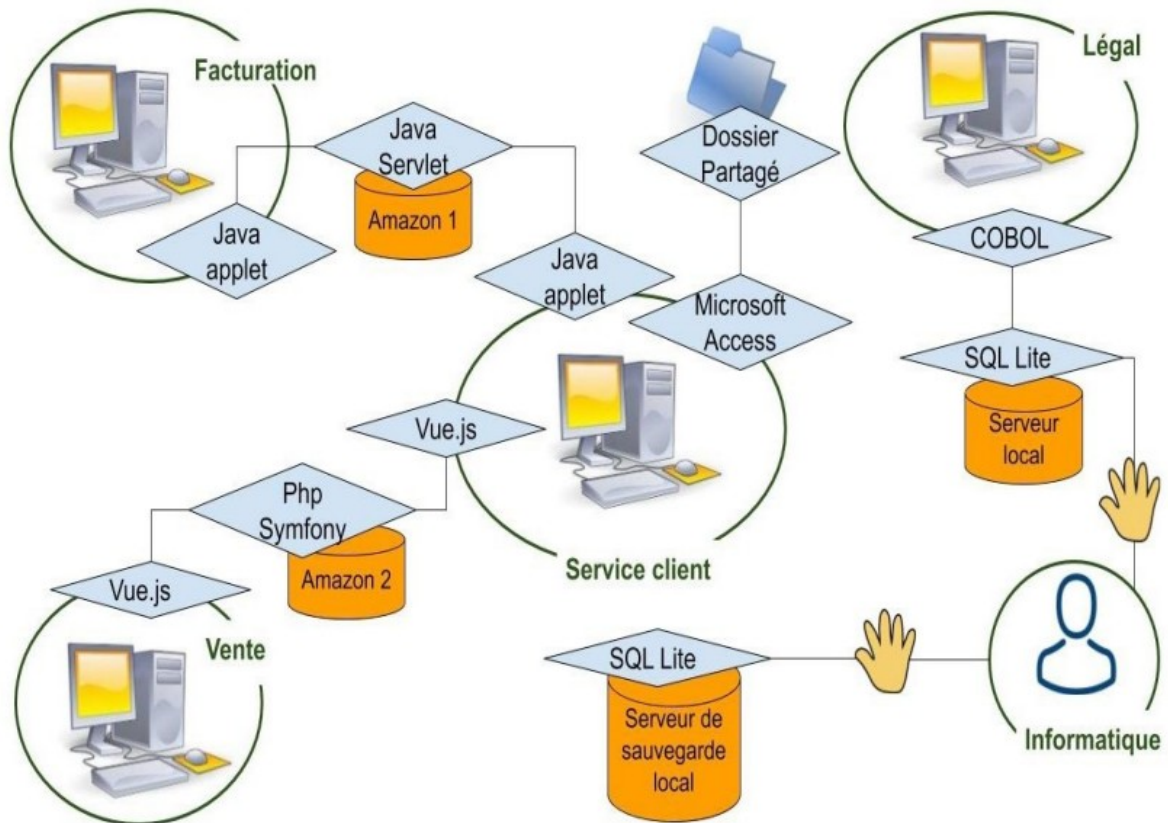 Facturation
Java
Servlet
Amazon 1
Java
applet
Java
applet
Dossier
Partagé
Microsoft
Access
Légal
COBOL
SQL Lite
Serveur
local
Vue.js
Php
Symfony
Amazon 2
Vue.js
Service client
Vente
SQL Lite
Serveur de
sauvegarde
local
Informatique